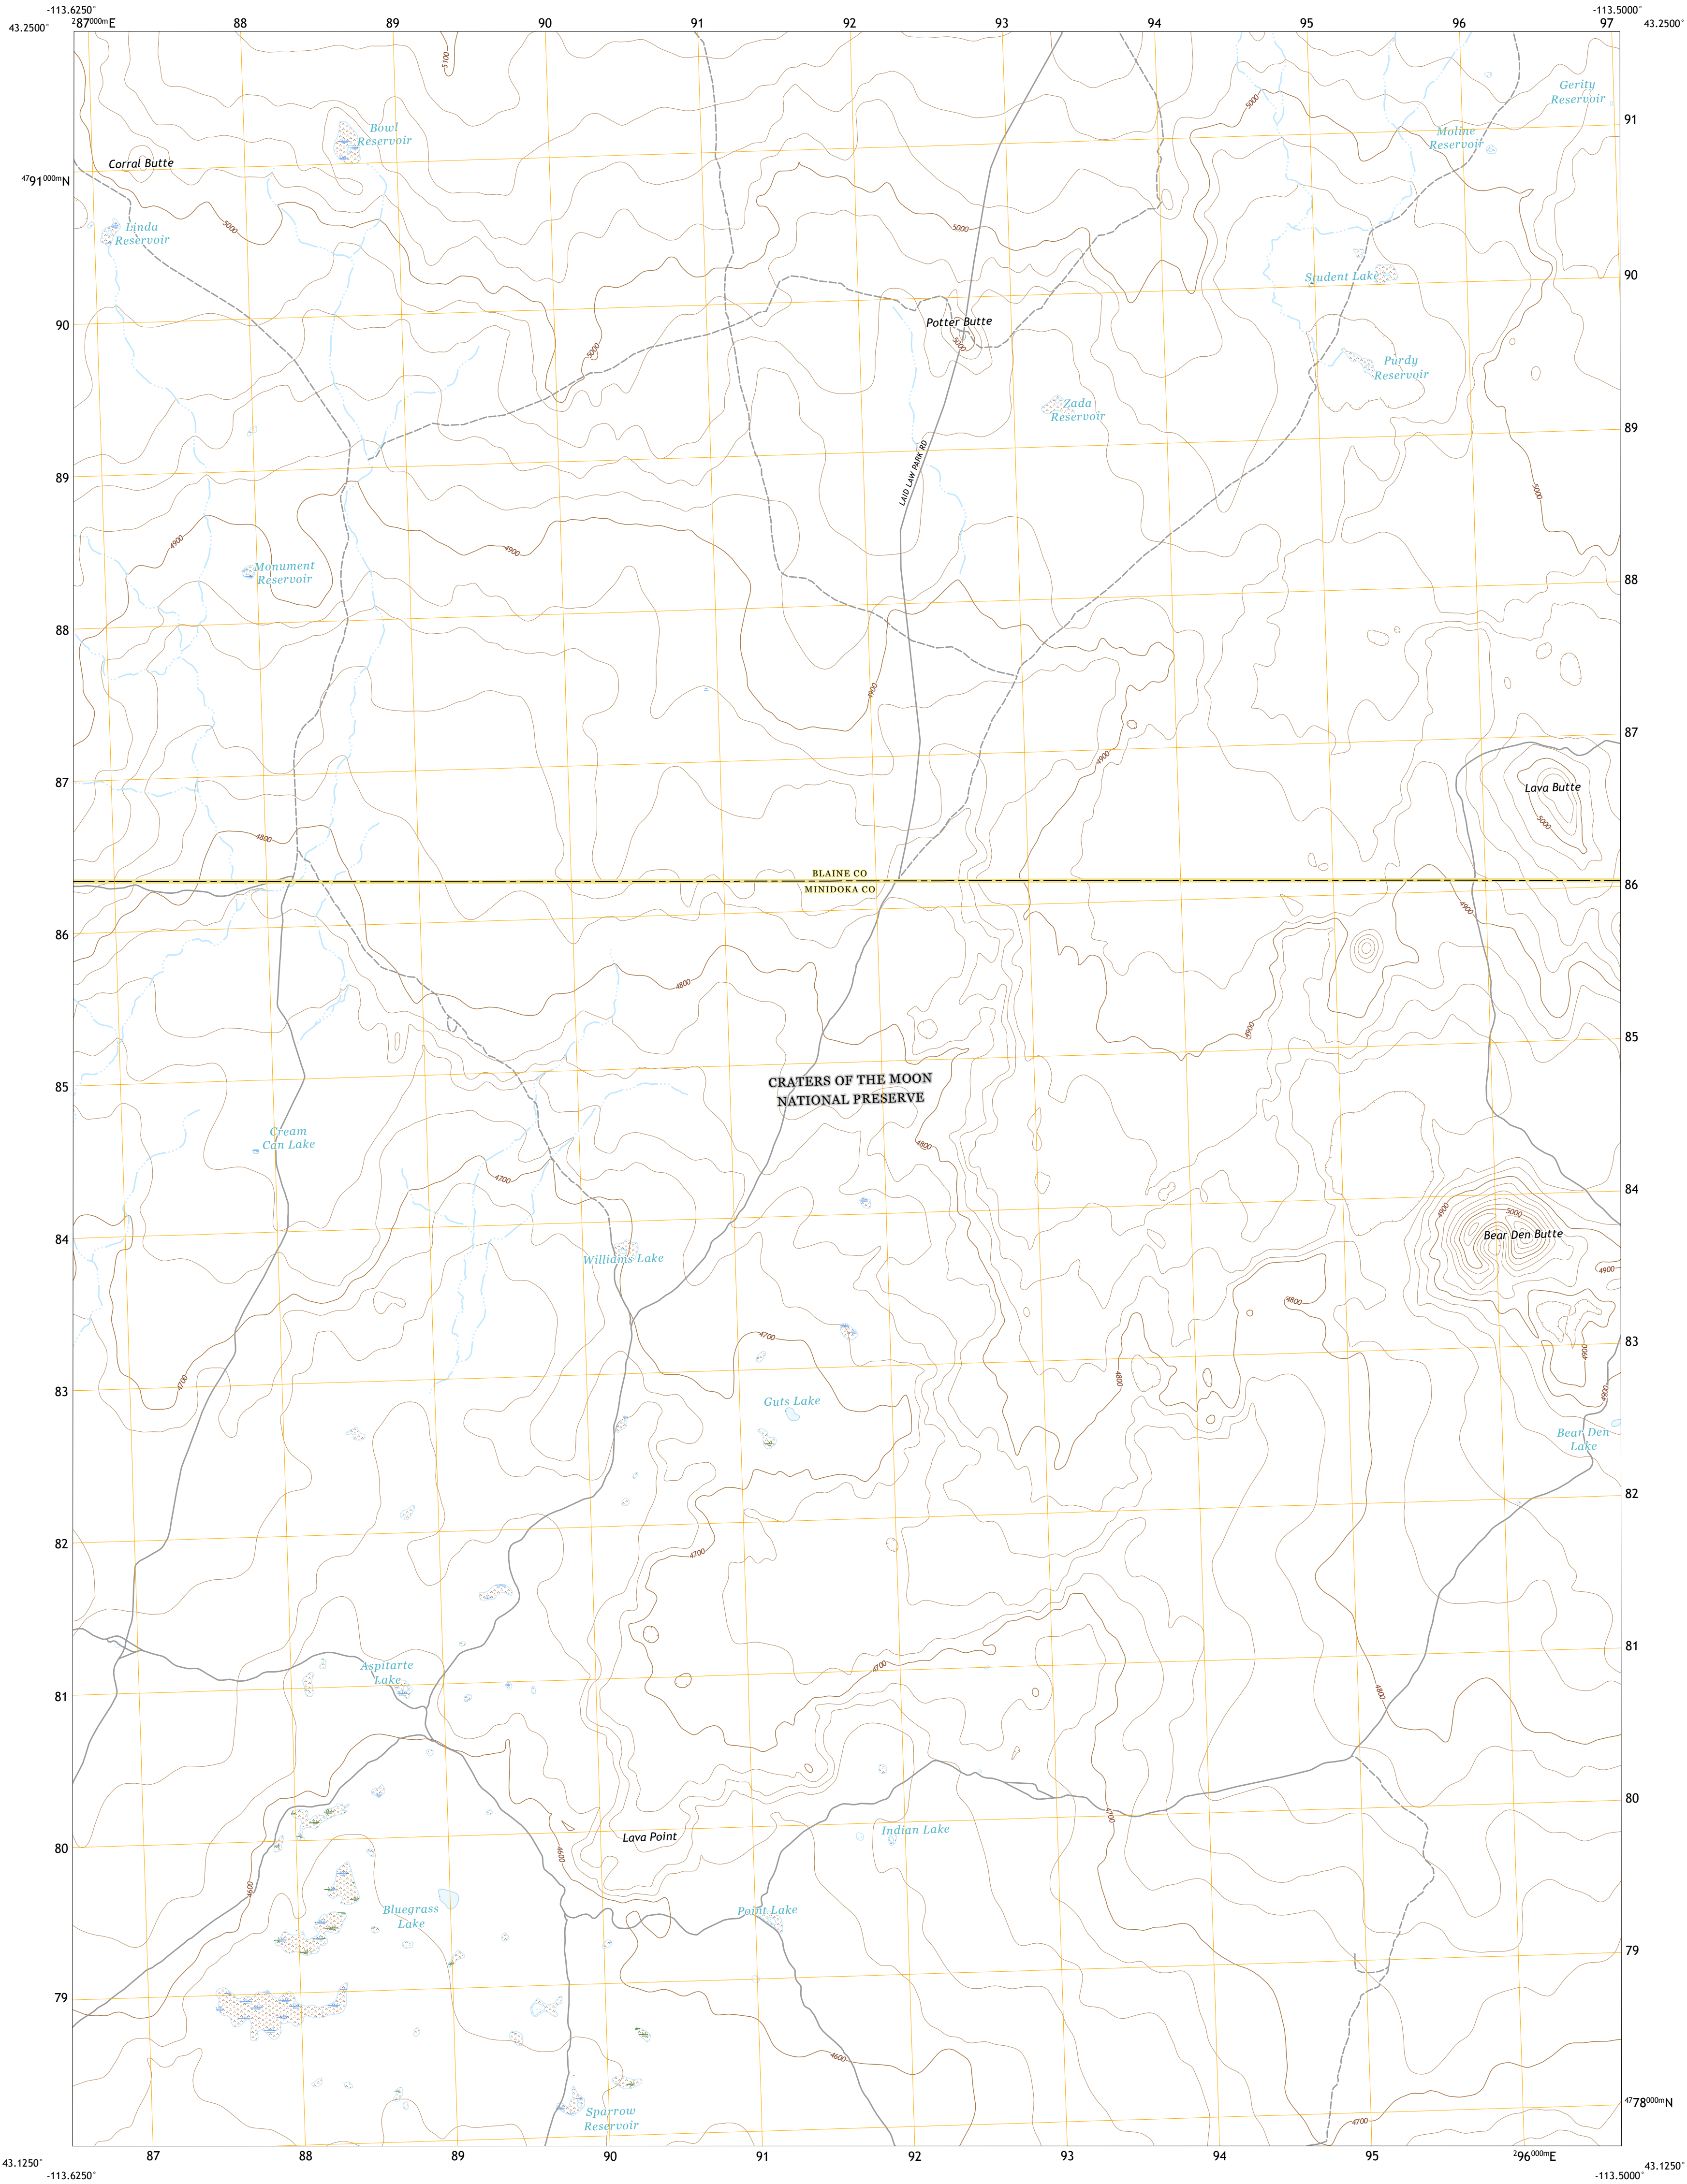 -113.6250°
-113.5000°
43.2500°
²87⁰⁰⁰ᵐE 88 89 90 91 92 93 94 95 96 97
43.2500°
5100
Gerity
Reservoir
5000
91
Bowl
Reservoir
Moline
Reservoir
Corral Butte
⁴⁷91⁰⁰⁰ᵐN
Linda
Reservoir
5000
5000
Student Lake
90
90
Potter Butte
5000
5000
Purdy
Reservoir
Zada
Reservoir
89
LAID LAW PARK RD
89
5000
4900
4900
Monument
Reservoir
88
88
4900
87
4900
87
Lava Butte
5000
4800
BLAINE CO
MINIDOKA CO
86
4900
86
4800
4900
85
CRATERS OF THE MOON
NATIONAL PRESERVE
85
Cream
Can Lake
4800
4700
84
4900
5000
Bear Den Butte
84
Williams Lake
4900
4800
4700
83
4900
4700
4800
83
4900
Guts Lake
Bear Den
Lake
82
82
4700
81
Aspitarte
Lake
4700
81
4800
80
4700
Indian Lake
Lava Point
80
4600
4600
Bluegrass
Lake
Point Lake
79
79
4600
⁴⁷78⁰⁰⁰ᵐN
Sparrow
Reservoir
4700
87 88 89 90 91 92 93 94 95 ²96⁰⁰⁰ᵐE
43.1250°
43.1250°
-113.6250°
-113.5000°